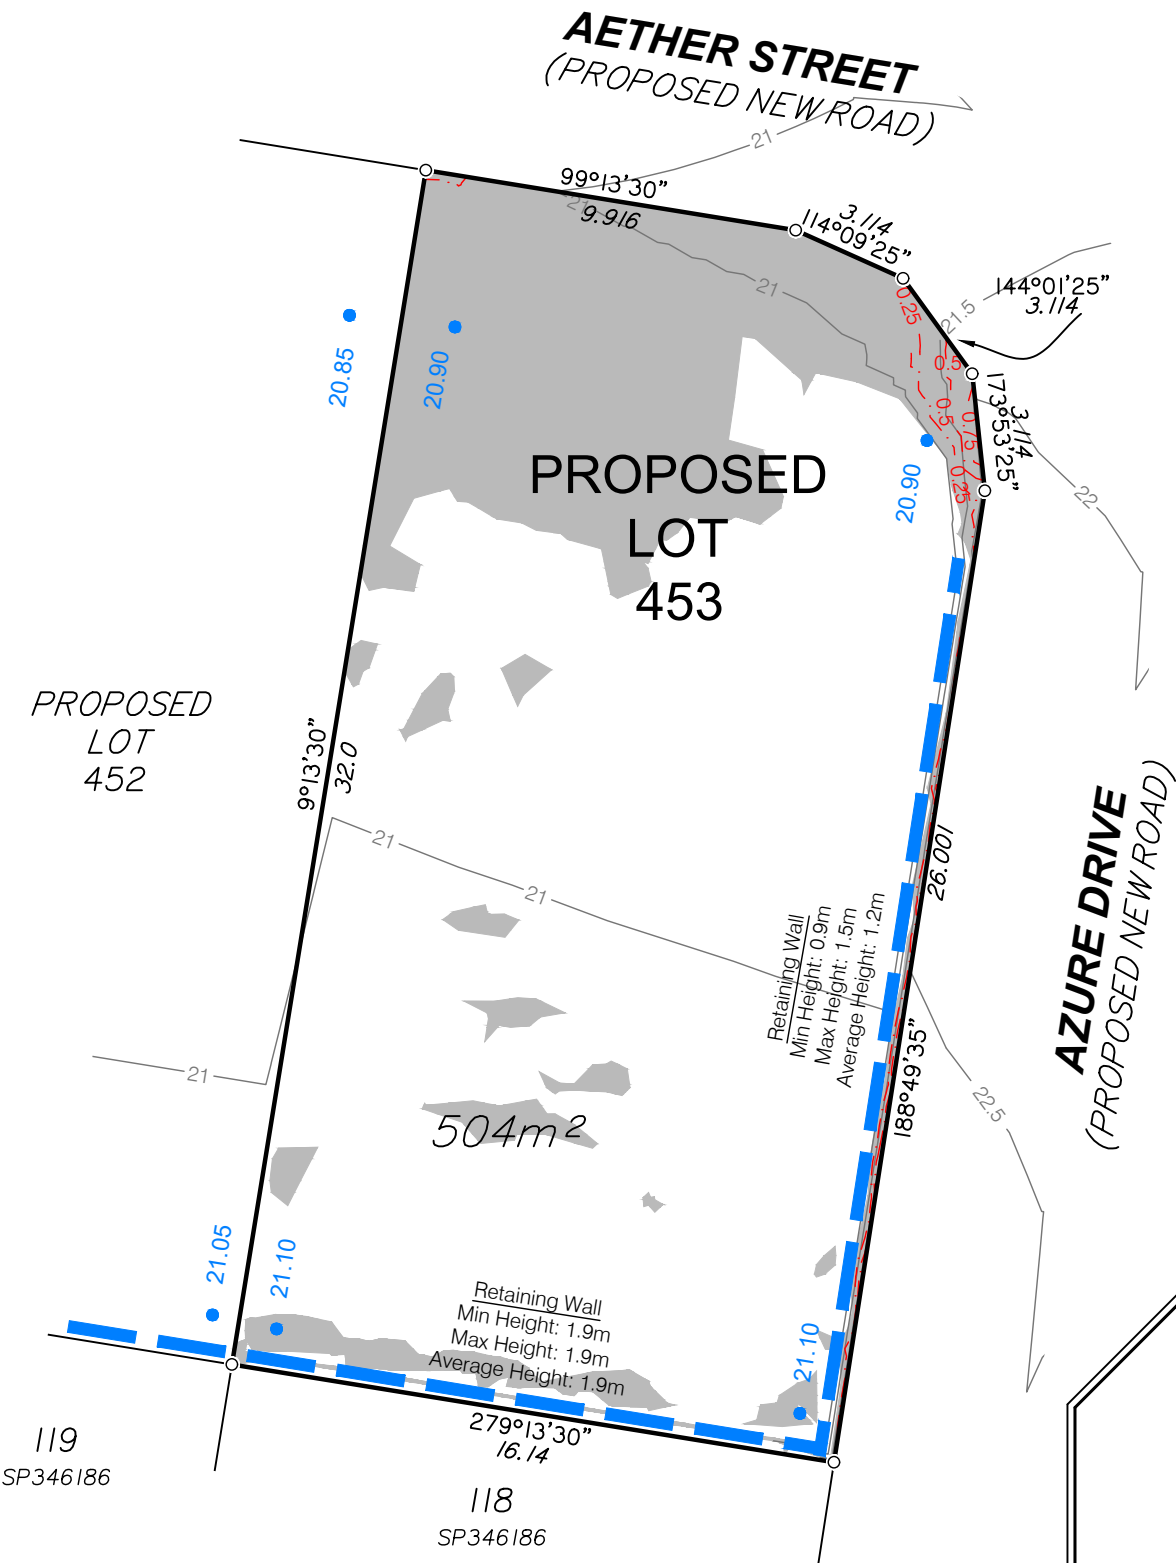 AETHER STREET
(PROPOSED NEW ROAD)
21
99°13'30"
9.916
21
3.114
114°09'25"
144°01'25"
3.114
21
21.5
0.25
0.5
0.5
0.75
0.25
173°53'25"
3.114
22
20.85
20.90
20.90
PROPOSED
LOT
453
PROPOSED
LOT
452
9°13'30"
32.0
21
21
21
26.001
188°49'35"
Retaining Wall
Min Height: 0.9m
Max Height: 1.5m
Average Height: 1.2m
AZURE DRIVE
(PROPOSED NEW ROAD)
22.5
504m²
21.05
21.10
21.10
Retaining Wall
Min Height: 1.9m
Max Height: 1.9m
Average Height: 1.9m
279°13'30"
16.14
119
SP346186
118
SP346186